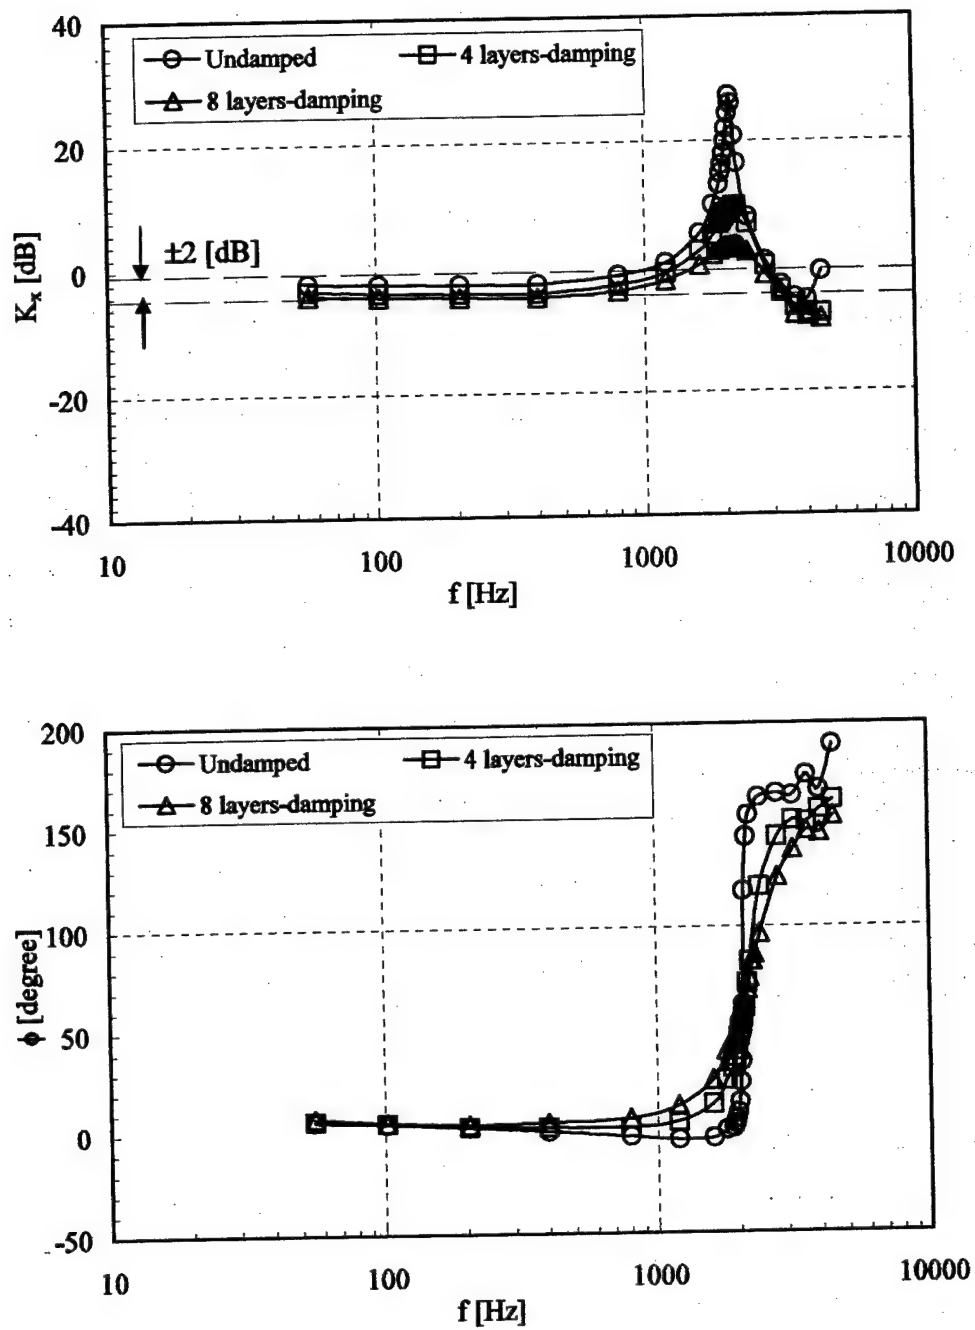 40
Undamped
4 layers-damping
8 layers-damping
20
±2 [dB]
0
-20
-40
K_x [dB]
10
100
1000
10000
f [Hz]
200
Undamped
4 layers-damping
8 layers-damping
150
100
50
0
-50
ϕ [degree]
10
100
1000
10000
f [Hz]